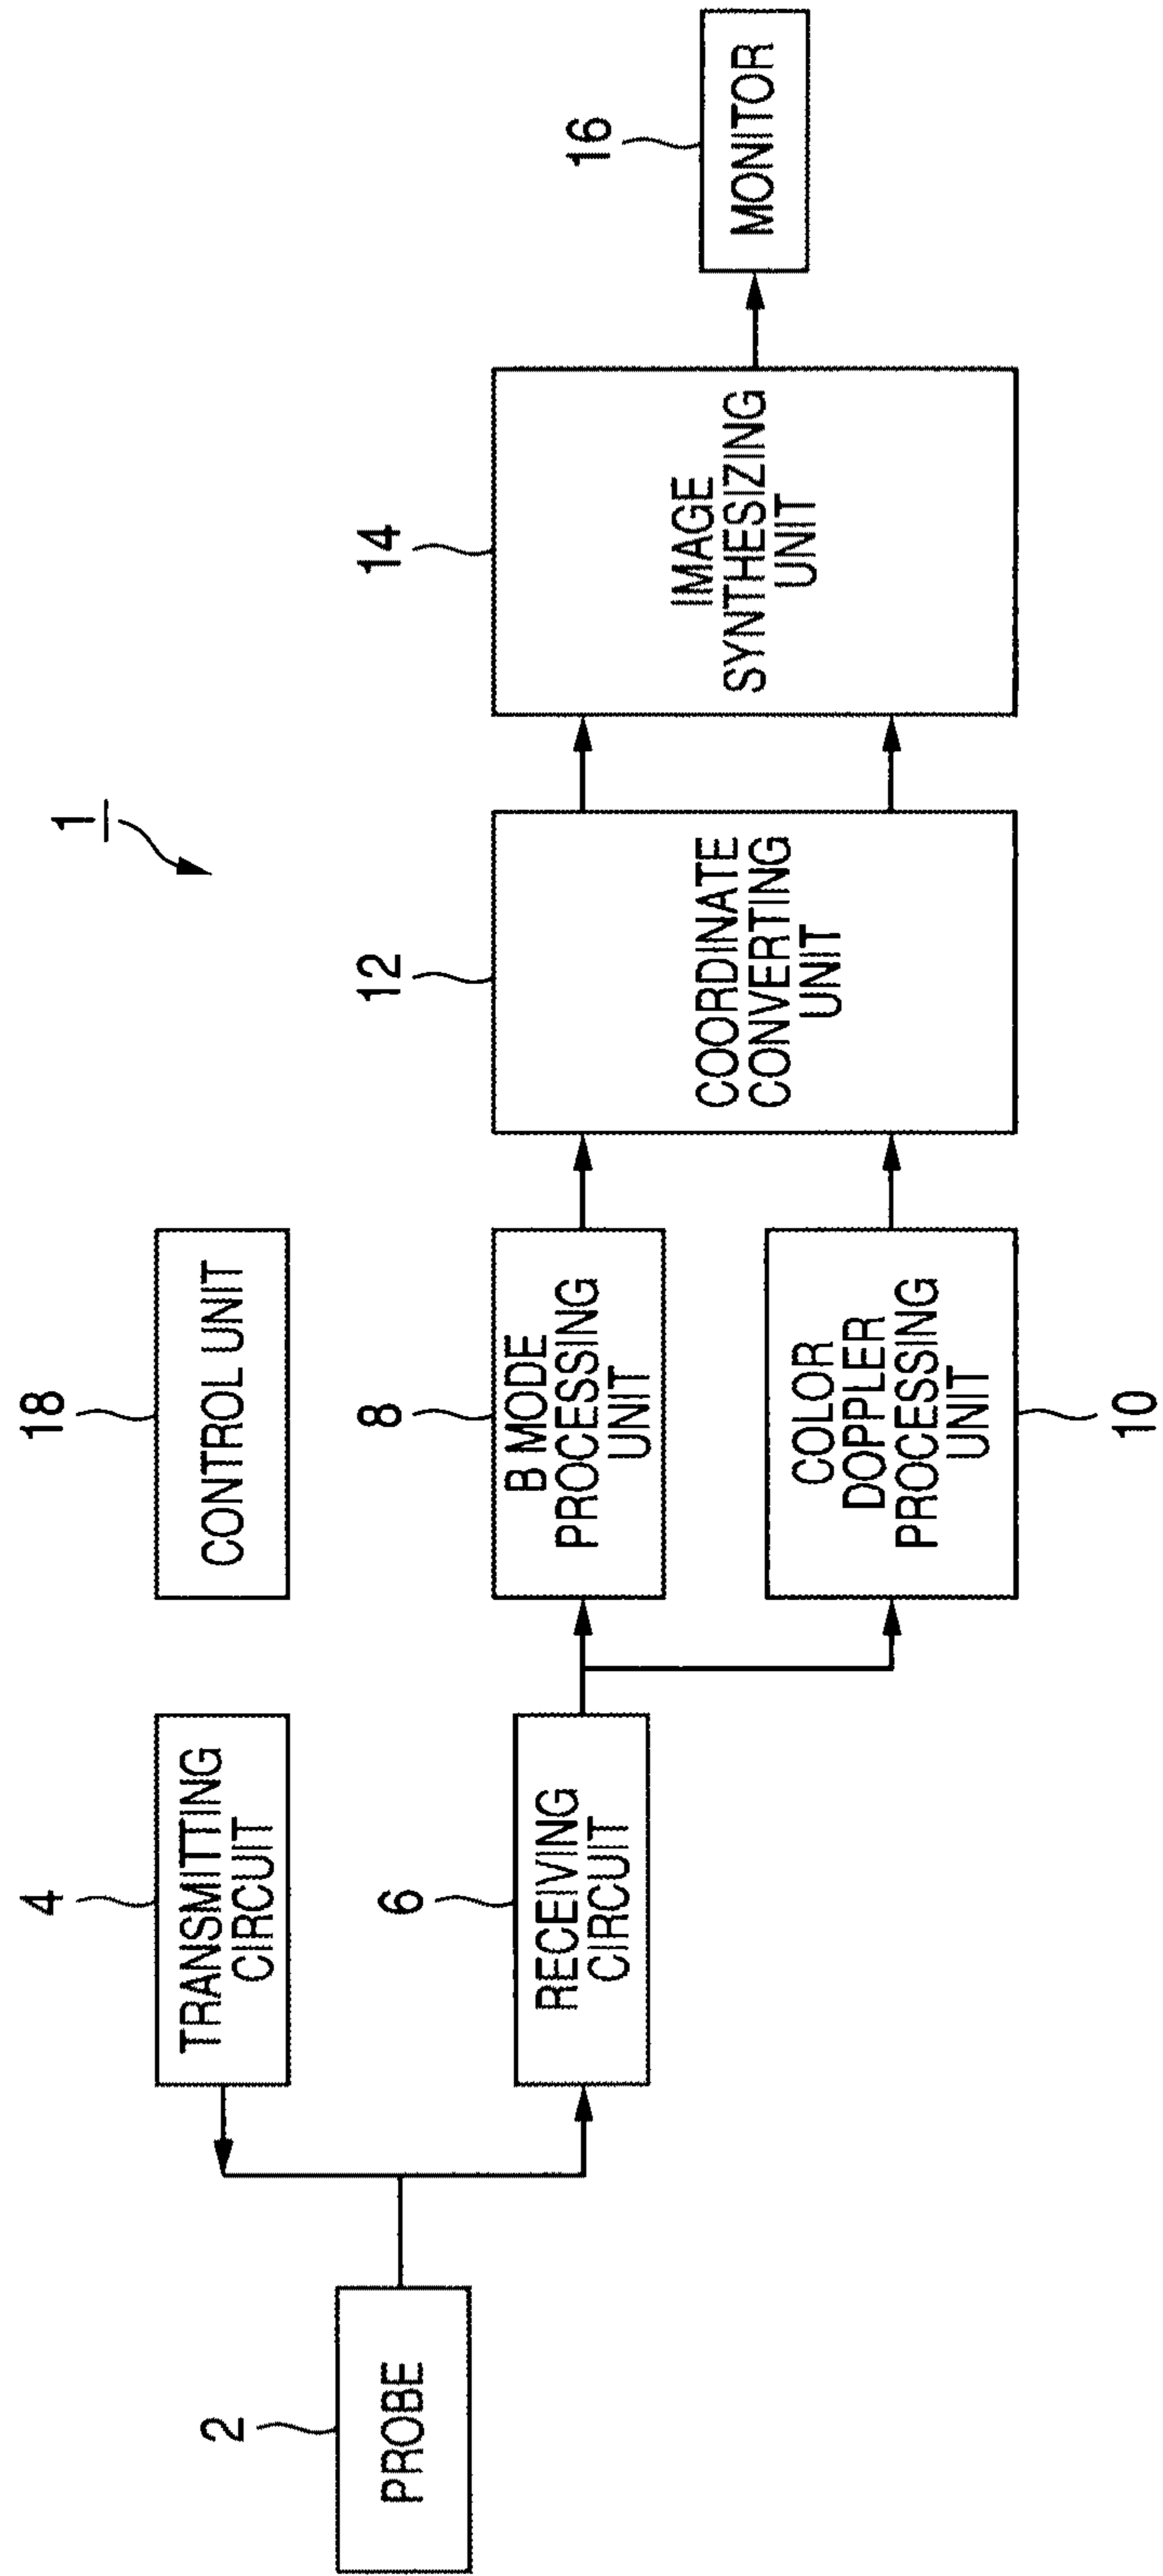 1
2
PROBE
4
TRANSMITTING
CIRCUIT
6
RECEIVING
CIRCUIT
18
CONTROL UNIT
8
B MODE
PROCESSING
UNIT
COLOR
DOPPLER
PROCESSING
UNIT
10
12
COORDINATE
CONVERTING
UNIT
14
IMAGE
SYNTHESIZING
UNIT
16
MONITOR